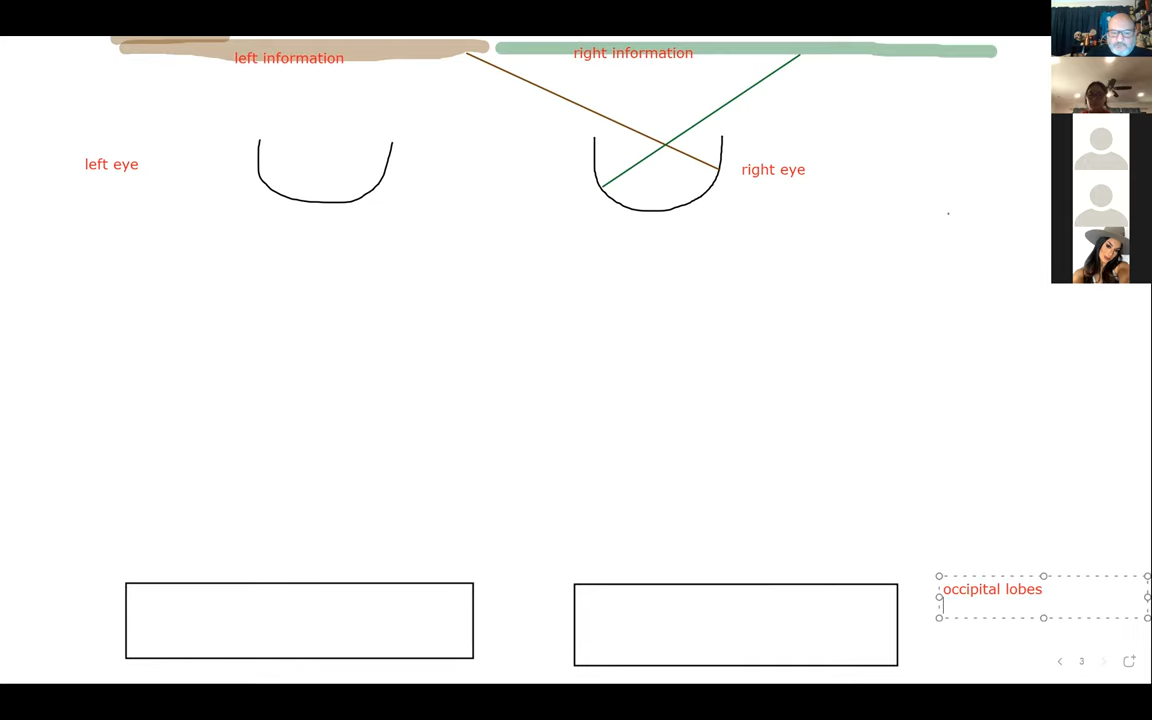 left information
right information
left eye
right eye
occipital lobes
3